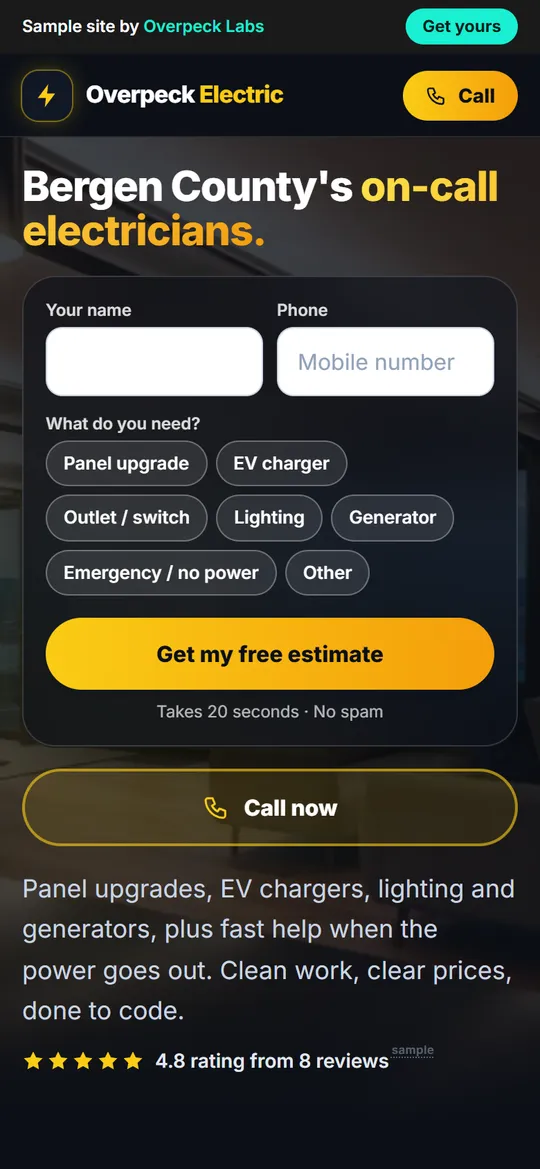 Sample site by Overpeck Labs
Get yours
Overpeck Electric
Call
Bergen County's on-call
electricians.
Your name
Phone
Mobile number
What do you need?
Panel upgrade
EV charger
Outlet / switch
Lighting
Generator
Emergency / no power
Other
Get my free estimate
Takes 20 seconds · No spam
Call now
Panel upgrades, EV chargers, lighting and
generators, plus fast help when the
power goes out. Clean work, clear prices,
done to code.
4.8 rating from 8 reviews sample